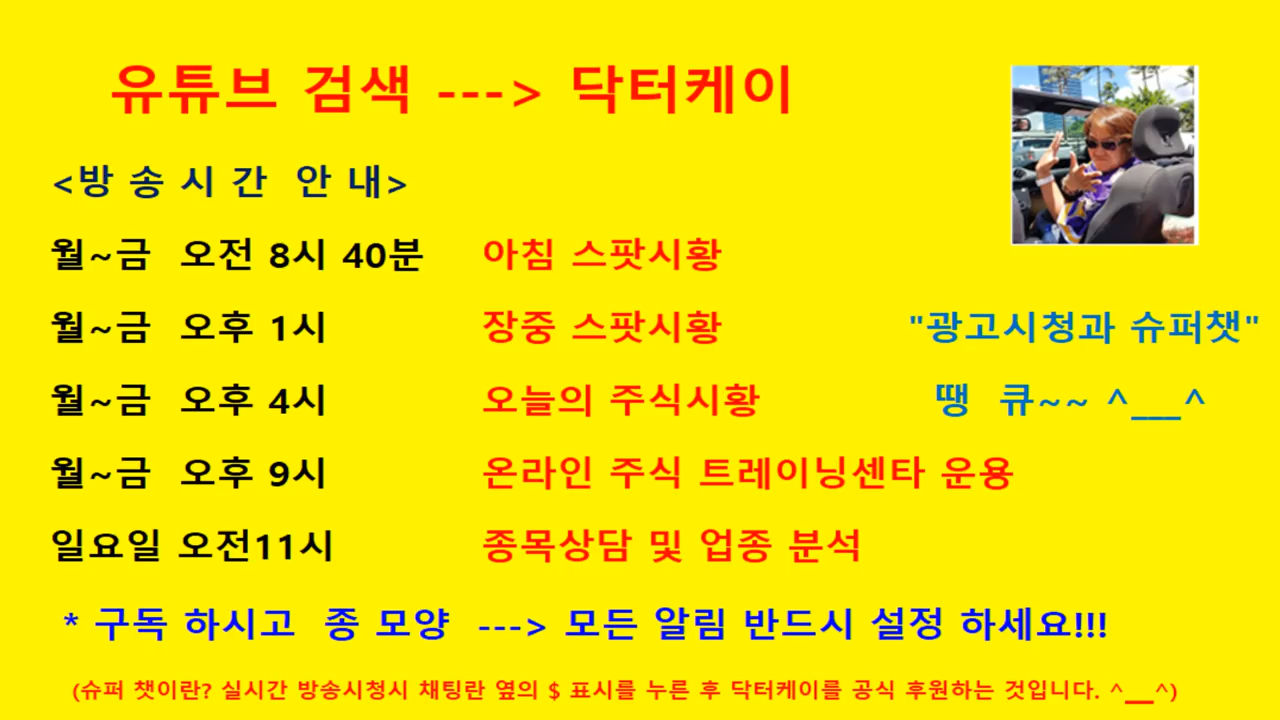 유튜브 검색 ---> 닥터케이
<방 송 시 간  안 내>
월~금  오전 8시 40분  아침 스팟시황
월~금  오후 1시  장중 스팟시황  "광고시청과 슈퍼챗"
월~금  오후 4시  오늘의 주식시황  땡  큐~~ ^___^
월~금  오후 9시  온라인 주식 트레이닝센타 운용
일요일 오전11시  종목상담 및 업종 분석
* 구독 하시고  종 모양  ---> 모든 알림 반드시 설정 하세요!!!
(슈퍼 챗이란? 실시간 방송시청시 채팅란 옆의 $ 표시를 누른 후 닥터케이를 공식 후원하는 것입니다. ^__^)